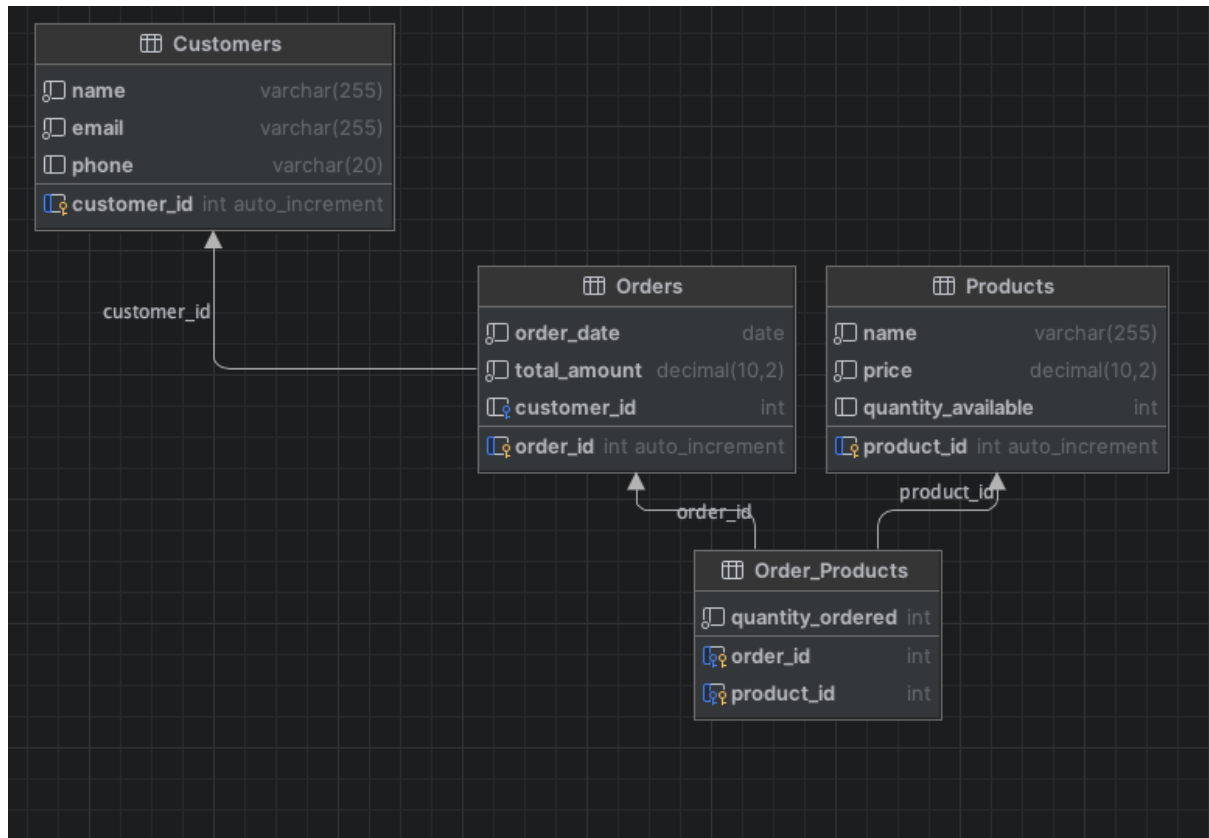 Customers
name varchar(255)
email varchar(255)
phone varchar(20)
customer_id int auto_increment
customer_id
Orders
order_date date
total_amount decimal(10,2)
customer_id int
order_id int auto_increment
Products
name varchar(255)
price decimal(10,2)
quantity_available int
product_id int auto_increment
order_id
product_id
Order_Products
quantity_ordered int
order_id int
product_id int